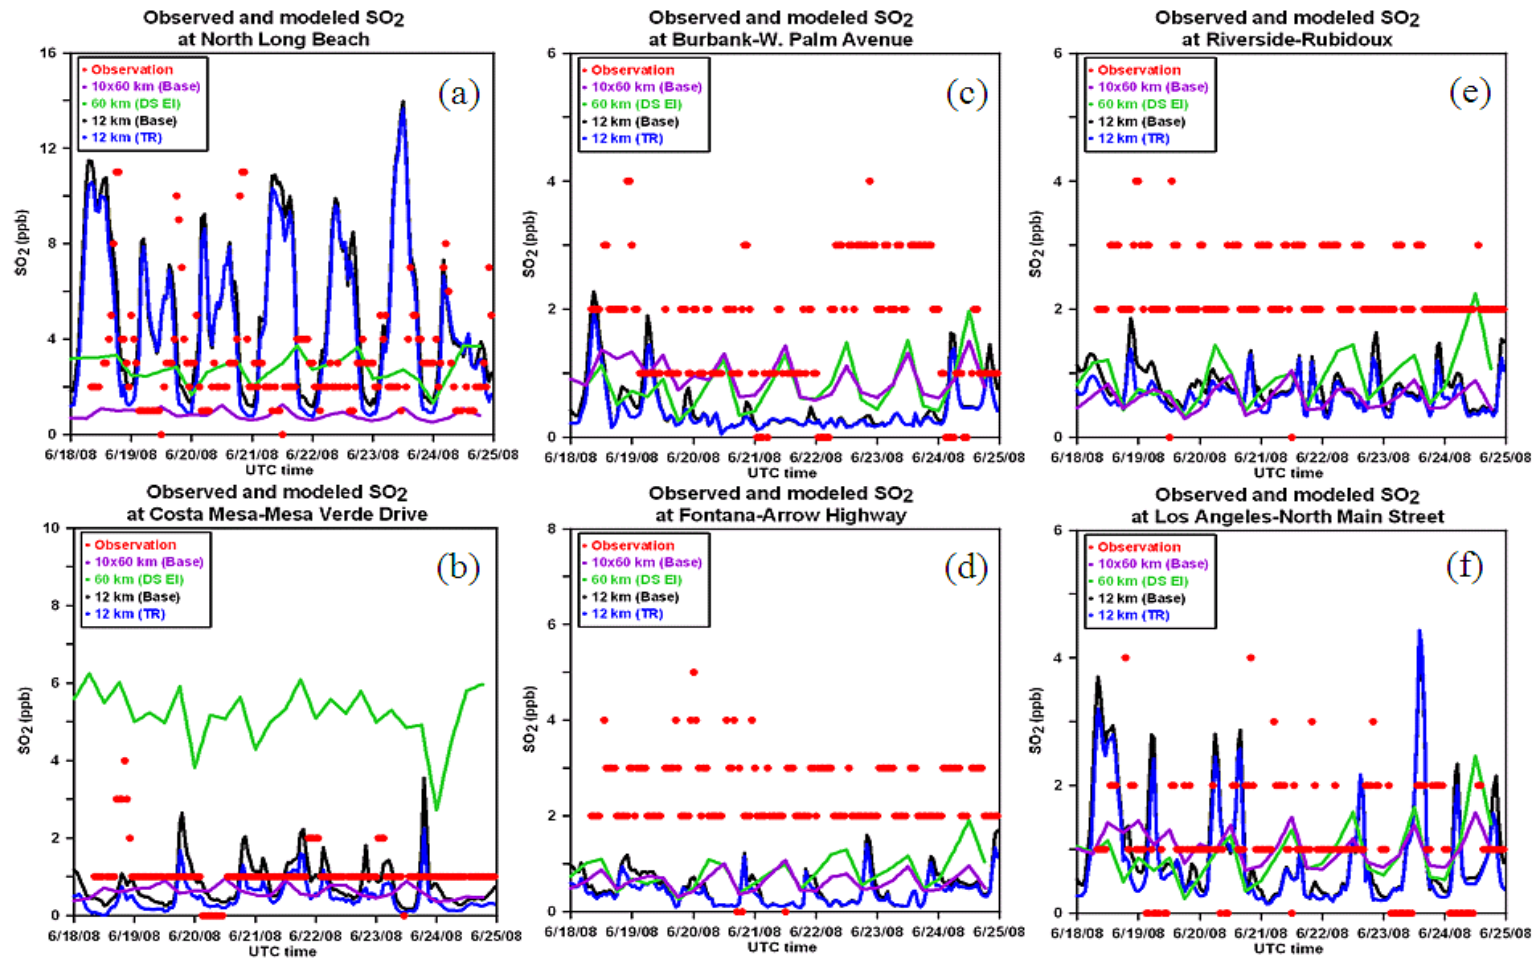 Observed and modeled SO2
at North Long Beach
(a)
Observation
10x60 km (Base)
60 km (DS EI)
12 km (Base)
12 km (TR)
SO2 (ppb)
16
12
8
4
0
6/18/08 6/19/08 6/20/08 6/21/08 6/22/08 6/23/08 6/24/08 6/25/08
UTC time
Observed and modeled SO2
at Burbank-W. Palm Avenue
(c)
Observation
10x60 km (Base)
60 km (DS EI)
12 km (Base)
12 km (TR)
SO2 (ppb)
6
4
2
0
6/18/08 6/19/08 6/20/08 6/21/08 6/22/08 6/23/08 6/24/08 6/25/08
UTC time
Observed and modeled SO2
at Riverside-Rubidoux
(e)
Observation
10x60 km (Base)
60 km (DS EI)
12 km (Base)
12 km (TR)
SO2 (ppb)
6
4
2
0
6/18/08 6/19/08 6/20/08 6/21/08 6/22/08 6/23/08 6/24/08 6/25/08
UTC time
Observed and modeled SO2
at Costa Mesa-Mesa Verde Drive
(b)
Observation
10x60 km (Base)
60 km (DS EI)
12 km (Base)
12 km (TR)
SO2 (ppb)
10
8
6
4
2
0
6/18/08 6/19/08 6/20/08 6/21/08 6/22/08 6/23/08 6/24/08 6/25/08
UTC time
Observed and modeled SO2
at Fontana-Arrow Highway
(d)
Observation
10x60 km (Base)
60 km (DS EI)
12 km (Base)
12 km (TR)
SO2 (ppb)
8
6
4
2
0
6/18/08 6/19/08 6/20/08 6/21/08 6/22/08 6/23/08 6/24/08 6/25/08
UTC time
Observed and modeled SO2
at Los Angeles-North Main Street
(f)
Observation
10x60 km (Base)
60 km (DS EI)
12 km (Base)
12 km (TR)
SO2 (ppb)
6
4
2
0
6/18/08 6/19/08 6/20/08 6/21/08 6/22/08 6/23/08 6/24/08 6/25/08
UTC time